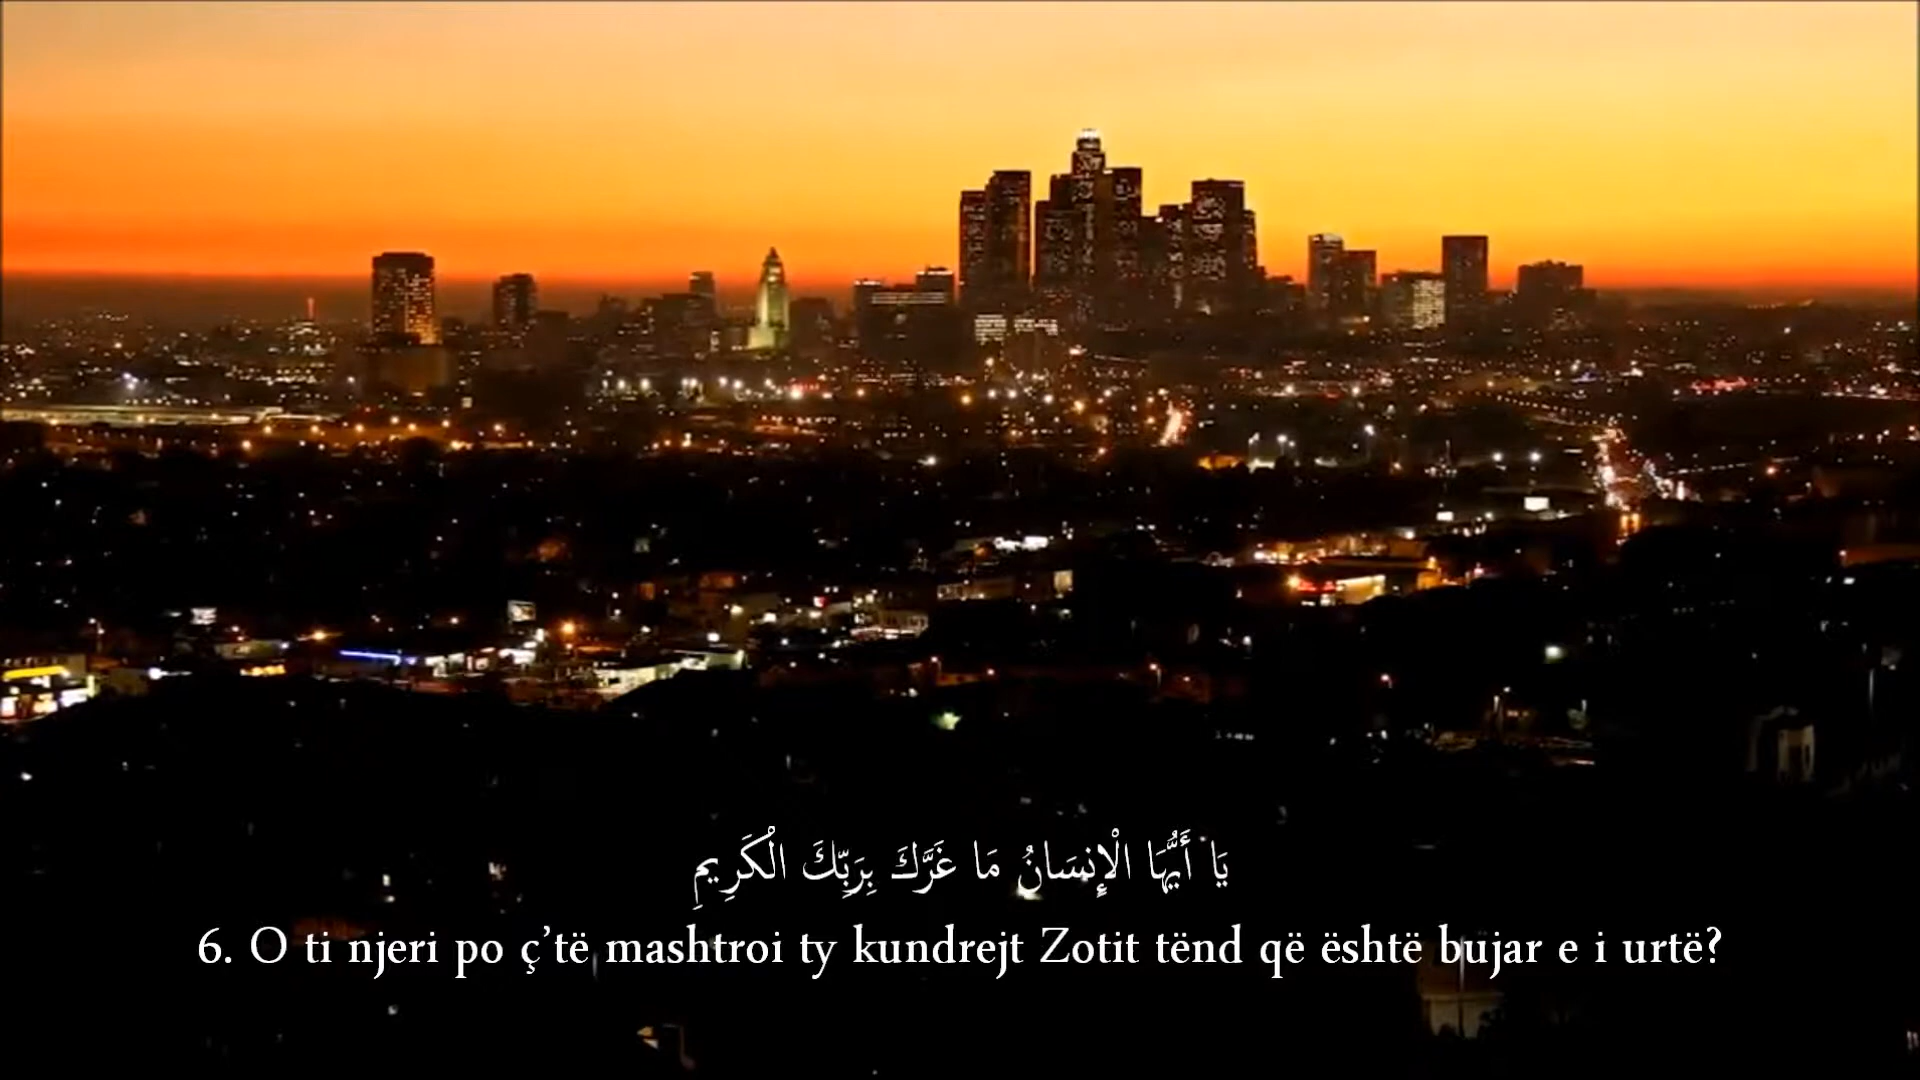 يَا أَيُّهَا الْإِنسَانُ مَا غَرَّكَ بِرَبِّكَ الْكَرِيمِ
6. O ti njeri po ç’të mashtroi ty kundrejt Zotit tënd që është bujar e i urtë?